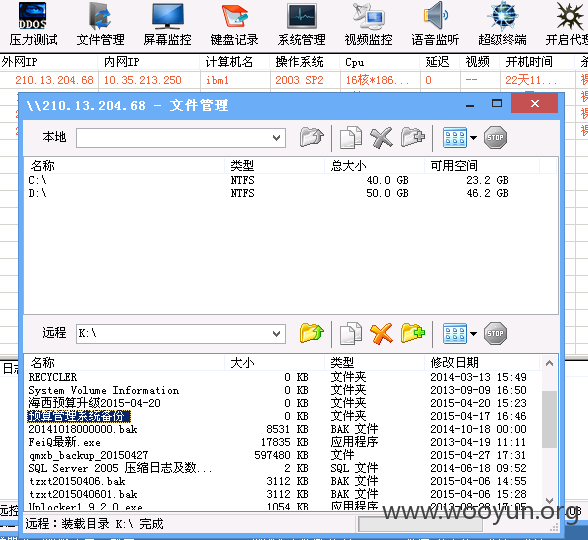 DDOS
压力测试 文件管理 屏幕监控 键盘记录 系统管理 视频监控 语音监听 超级终端 开启代理
外网IP 内网IP 计算机名 操作系统 Cpu 延迟 视频 开机时间
210.13.204.68 10.35.213.250 ibm1 2003 SP2 16核*186... 0 -- 22天11...
\\210.13.204.68 - 文件管理
本地 STOP
名称 类型 总大小 可用空间
C:\ NTFS 40.0 GB 23.2 GB
D:\ NTFS 50.0 GB 46.2 GB
远程 K:\ STOP
名称 大小 类型 修改日期
RECYCLER 0 KB 文件夹 2014-03-13 15:49
System Volume Information 0 KB 文件夹 2013-09-09 16:50
海西预算升级2015-04-20 0 KB 文件夹 2015-04-20 15:23
预算管理系统备份 0 KB 文件夹 2015-04-17 16:46
20141018000000.bak 8531 KB BAK 文件 2014-10-18 00:00
FeiQ最新.exe 17835 KB 应用程序 2013-04-19 11:11
qmxb_backup_20150427 597480 KB 文件 2015-04-27 15:31
SQL Server 2005 压缩日志及数... 2 KB SQL 文件 2014-06-18 09:52
tzxt20150406.bak 3112 KB BAK 文件 2015-04-06 14:55
tzxt2015040601.bak 3112 KB BAK 文件 2015-04-06 15:28
Unlocker1.9.2.0.exe 1054 KB 应用程序
www.wooyun.org
远程：装载目录 K:\ 完成